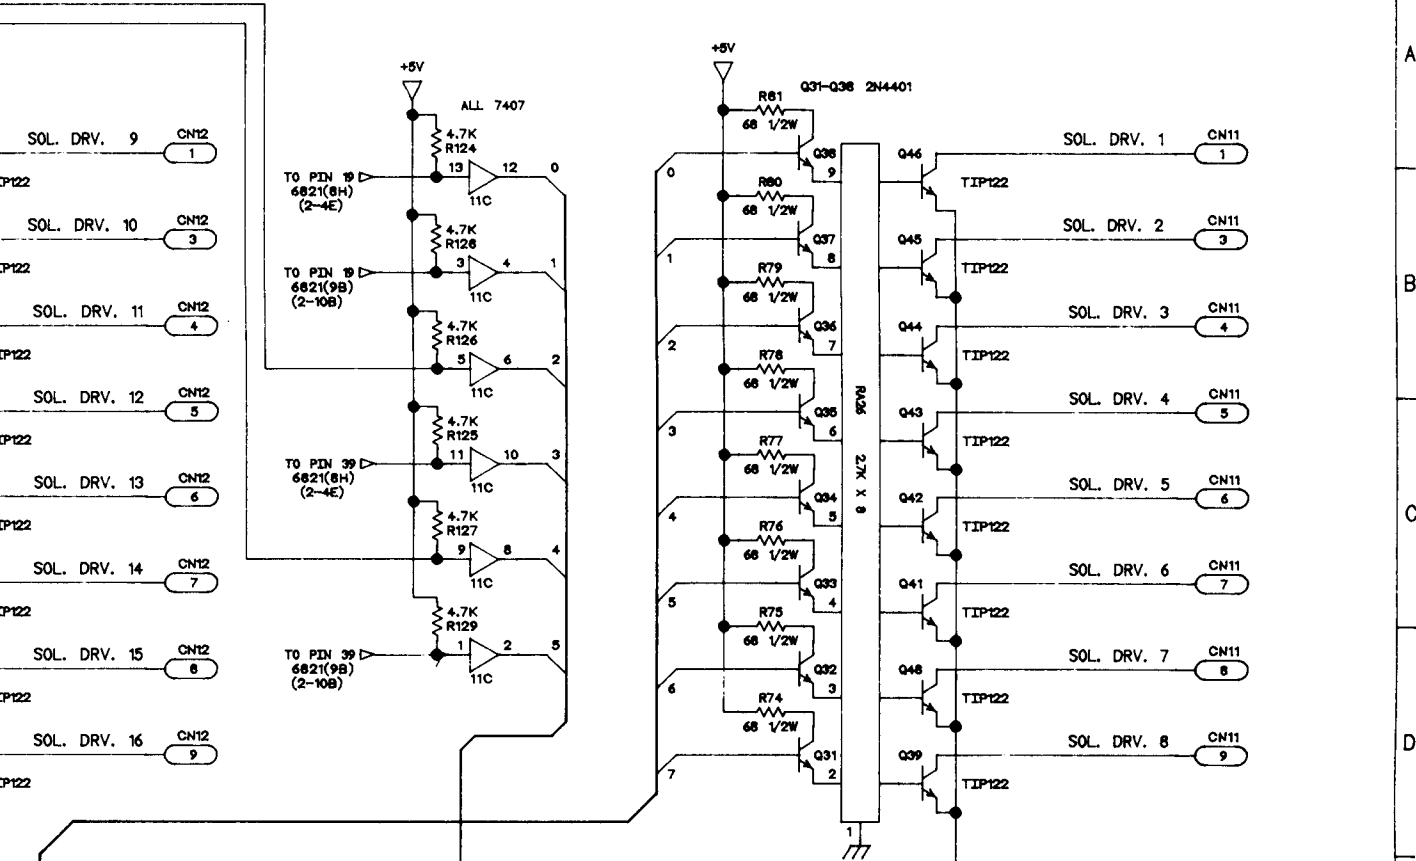 A
B
C
D
SOL. DRV. 9
CN12
1
TIP122
SOL. DRV. 10
CN12
3
TIP122
SOL. DRV. 11
CN12
4
TIP122
SOL. DRV. 12
CN12
5
TIP122
SOL. DRV. 13
CN12
6
TIP122
SOL. DRV. 14
CN12
7
TIP122
SOL. DRV. 15
CN12
8
TIP122
SOL. DRV. 16
CN12
9
TIP122
+5V
ALL 7407
4.7K
R124
TO PIN 19
6821(8H)
(2-4E)
13
12
11C
0
4.7K
R128
TO PIN 19
6821(9B)
(2-10B)
3
4
11C
1
4.7K
R126
5
6
11C
2
4.7K
R125
TO PIN 39
6821(8H)
(2-4E)
11
10
11C
3
4.7K
R127
9
8
11C
4
4.7K
R129
TO PIN 39
6821(9B)
(2-10B)
1
2
11C
5
+5V
Q31-Q38 2N4401
R81
68 1/2W
0
Q38
9
R80
68 1/2W
1
Q37
8
R79
68 1/2W
2
Q36
7
R78
68 1/2W
3
Q35
6
R77
68 1/2W
4
Q34
5
R76
68 1/2W
5
Q33
4
R75
68 1/2W
6
Q32
3
R74
68 1/2W
7
Q31
2
RA26 2.7K X 8
1
Q46
TIP122
SOL. DRV. 1
CN11
1
Q45
TIP122
SOL. DRV. 2
CN11
3
Q44
TIP122
SOL. DRV. 3
CN11
4
Q43
TIP122
SOL. DRV. 4
CN11
5
Q42
TIP122
SOL. DRV. 5
CN11
6
Q41
TIP122
SOL. DRV. 6
CN11
7
Q48
TIP122
SOL. DRV. 7
CN11
8
Q39
TIP122
SOL. DRV. 8
CN11
9